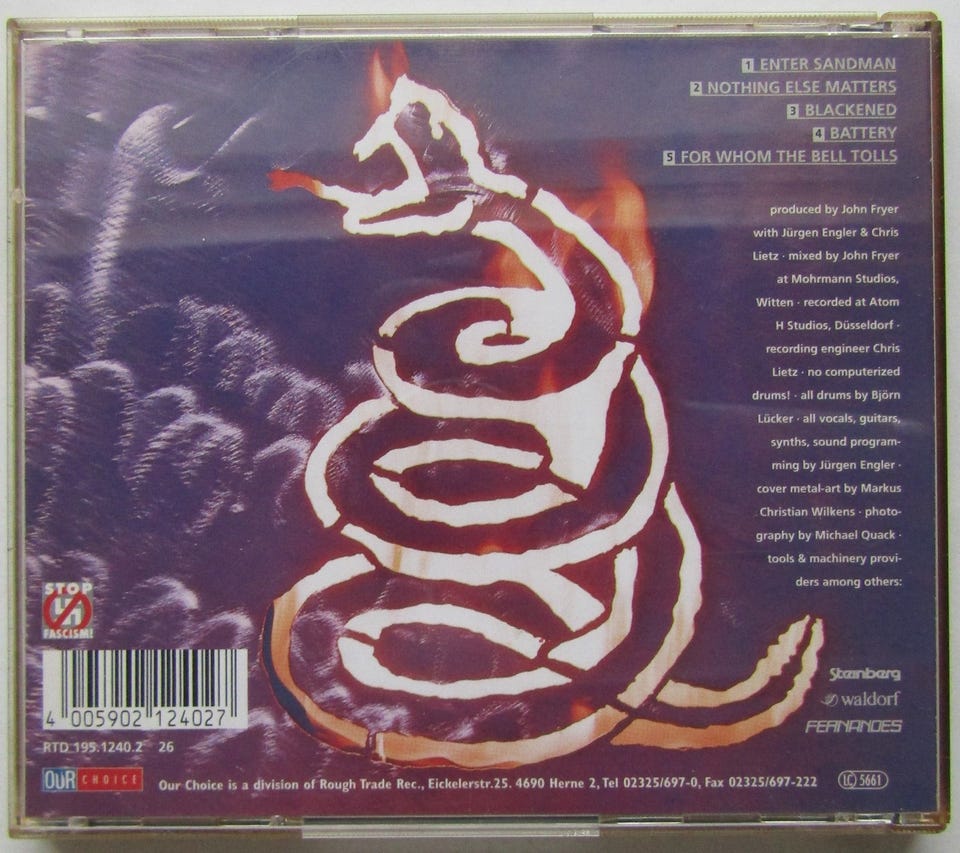 1 ENTER SANDMAN
2 NOTHING ELSE MATTERS
3 BLACKENED
4 BATTERY
5 FOR WHOM THE BELL TOLLS
produced by John Fryer
with Jürgen Engler & Chris
Lietz · mixed by John Fryer
at Mohrmann Studios,
Witten · recorded at Atom
H Studios, Düsseldorf ·
recording engineer Chris
Lietz · no computerized
drums! · all drums by Björn
Lücker · all vocals, guitars,
synths, sound program-
ming by Jürgen Engler ·
cover metal-art by Markus
Christian Wilkens · photo-
graphy by Michael Quack ·
tools & machinery provi-
ders among others:
Steinberg
waldorf
FERNANDES
STOP
FASCISM!
4 005902 124027
RTD 195.1240.2 26
OUR CHOICE
Our Choice is a division of Rough Trade Rec., Eickelerstr.25. 4690 Herne 2, Tel 02325/697-0, Fax 02325/697-222
LC 5661